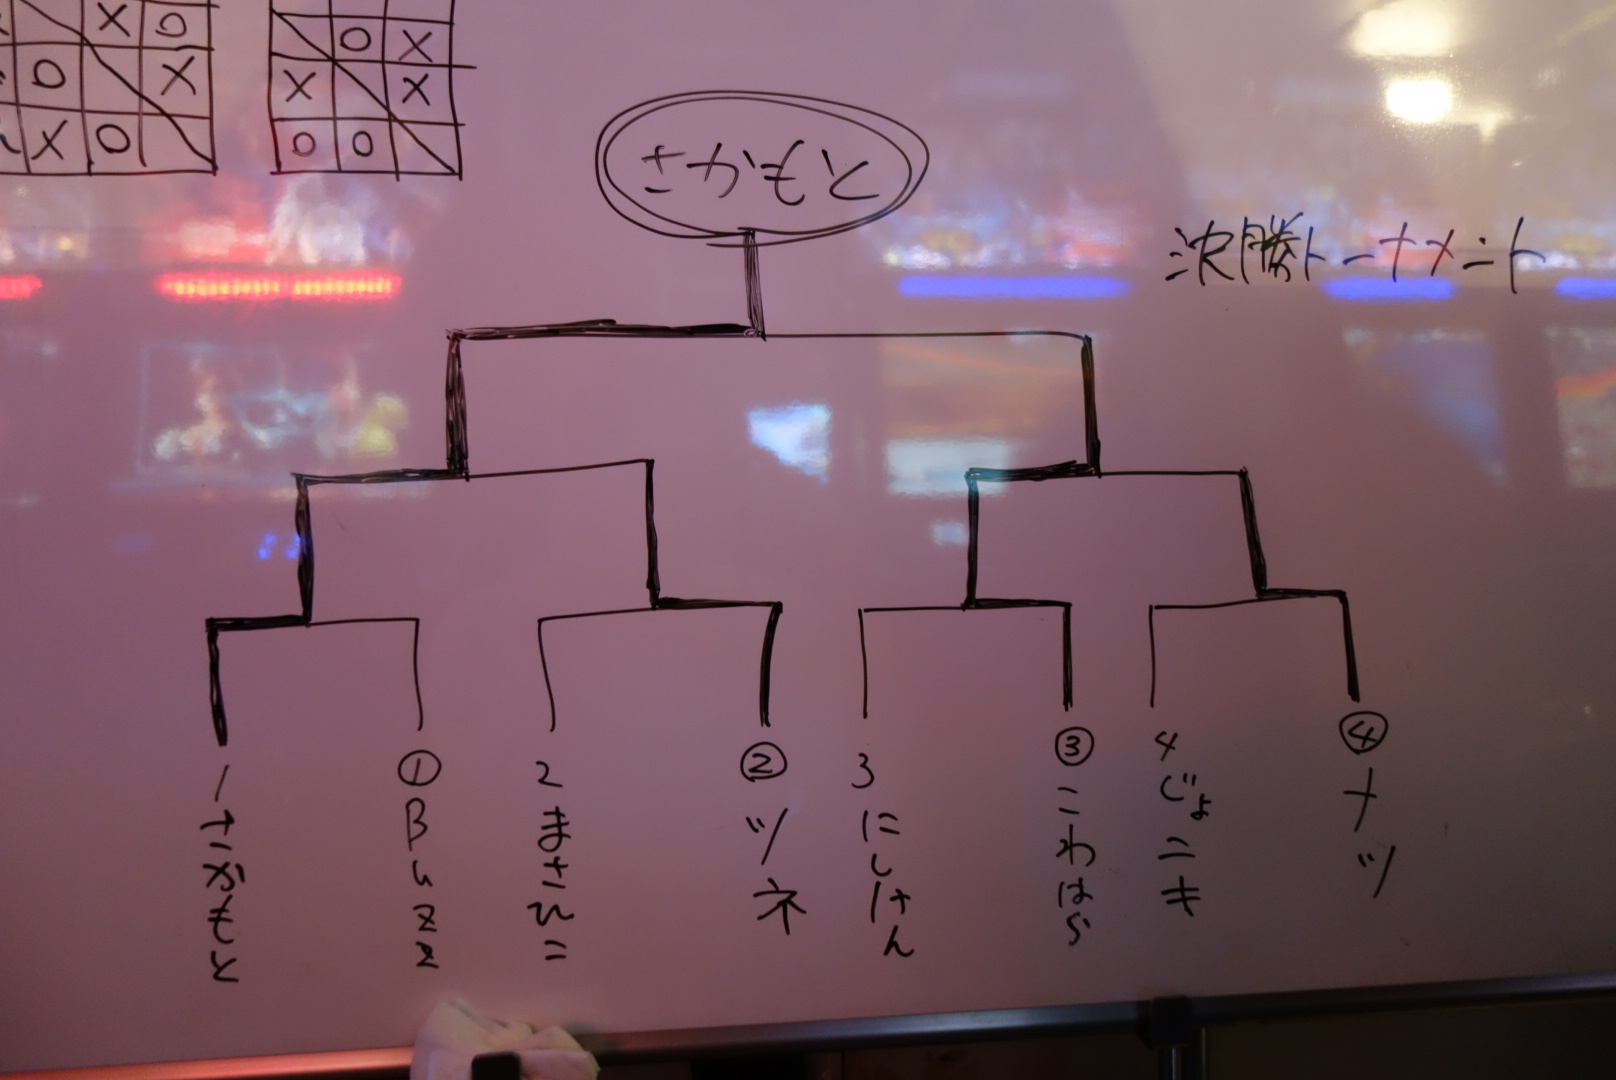 X O
O X
O X X
X O
O O
さかもと
決勝トーナメント
1 さかもと
① Buzz
2 まさひこ
② ツネ
3 にしけん
③ こわはら
4 じょニキ
④ ナツ